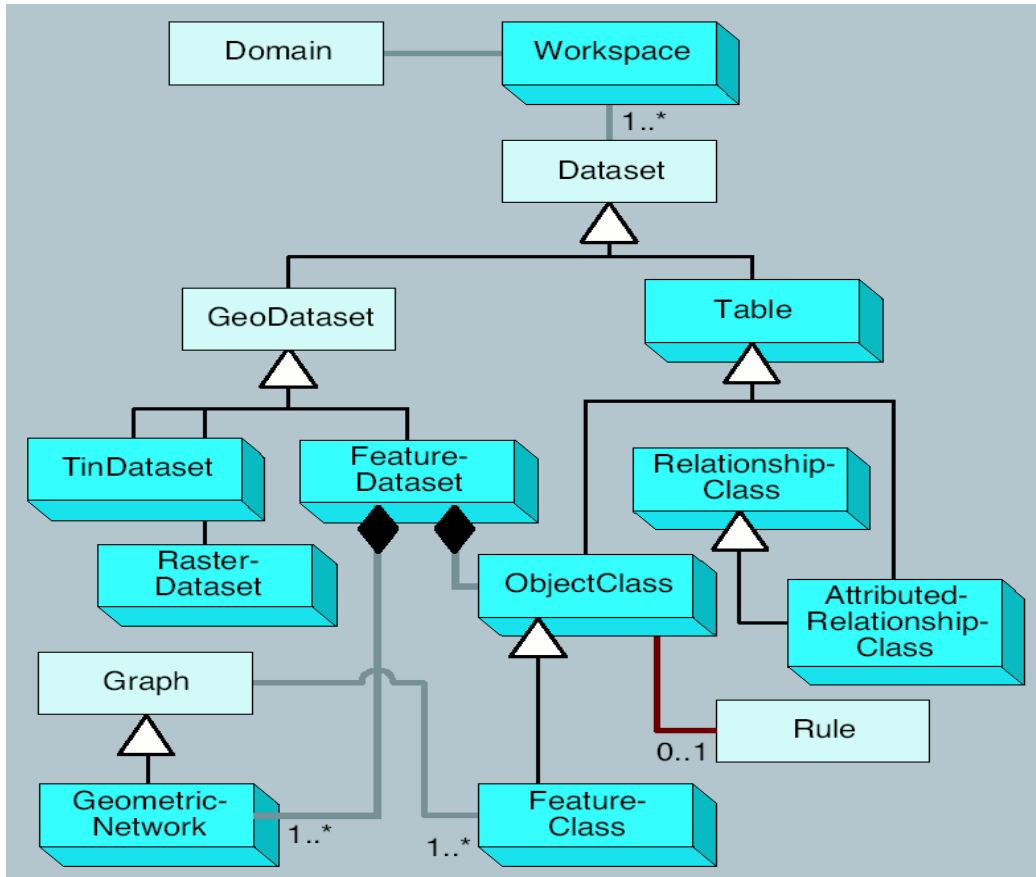 Domain
Workspace
1..*
Dataset
GeoDataset
Table
TinDataset
Feature-
Dataset
Relationship-
Class
Raster-
Dataset
ObjectClass
Attributed-
Relationship-
Class
Graph
Rule
0..1
Geometric-
Network
1..*
1..*
Feature-
Class